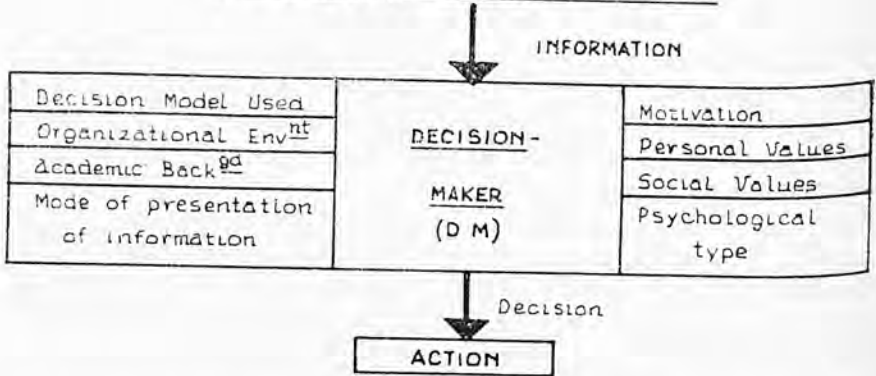 INFORMATION
Decision Model Used
Organizational Envnt
Academic Backgd
Mode of presentation
of information
DECISION-
MAKER
(D M)
Motivation
Personal Values
Social Values
Psychological
type
Decision
ACTION